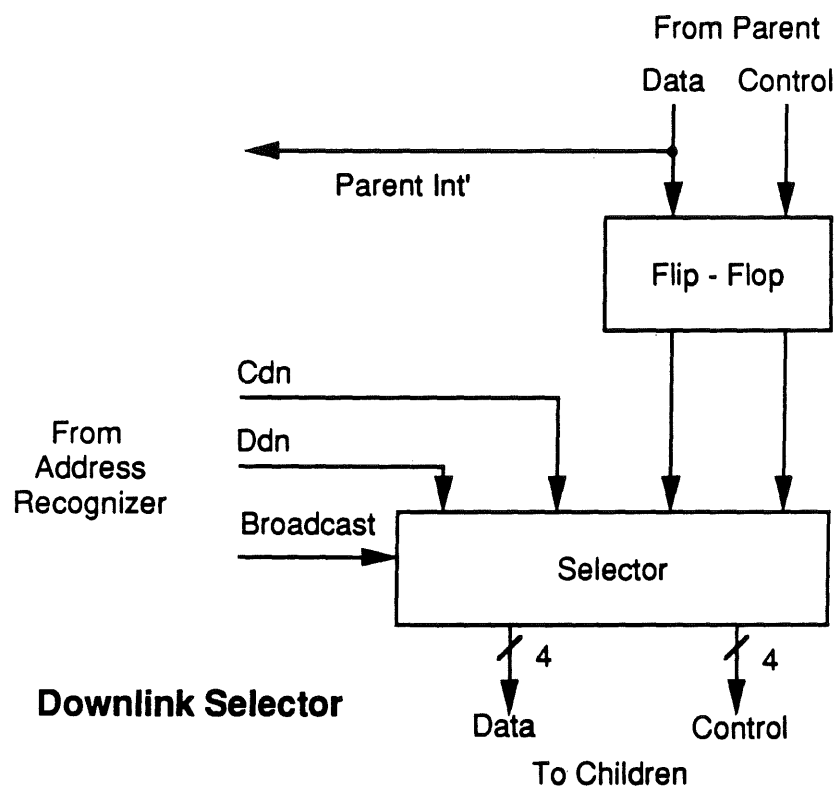 From Parent
Data Control
Parent Int'
Flip - Flop
Cdn
From
Address
Recognizer
Ddn
Broadcast
Selector
4
4
Downlink Selector
Data
Control
To Children